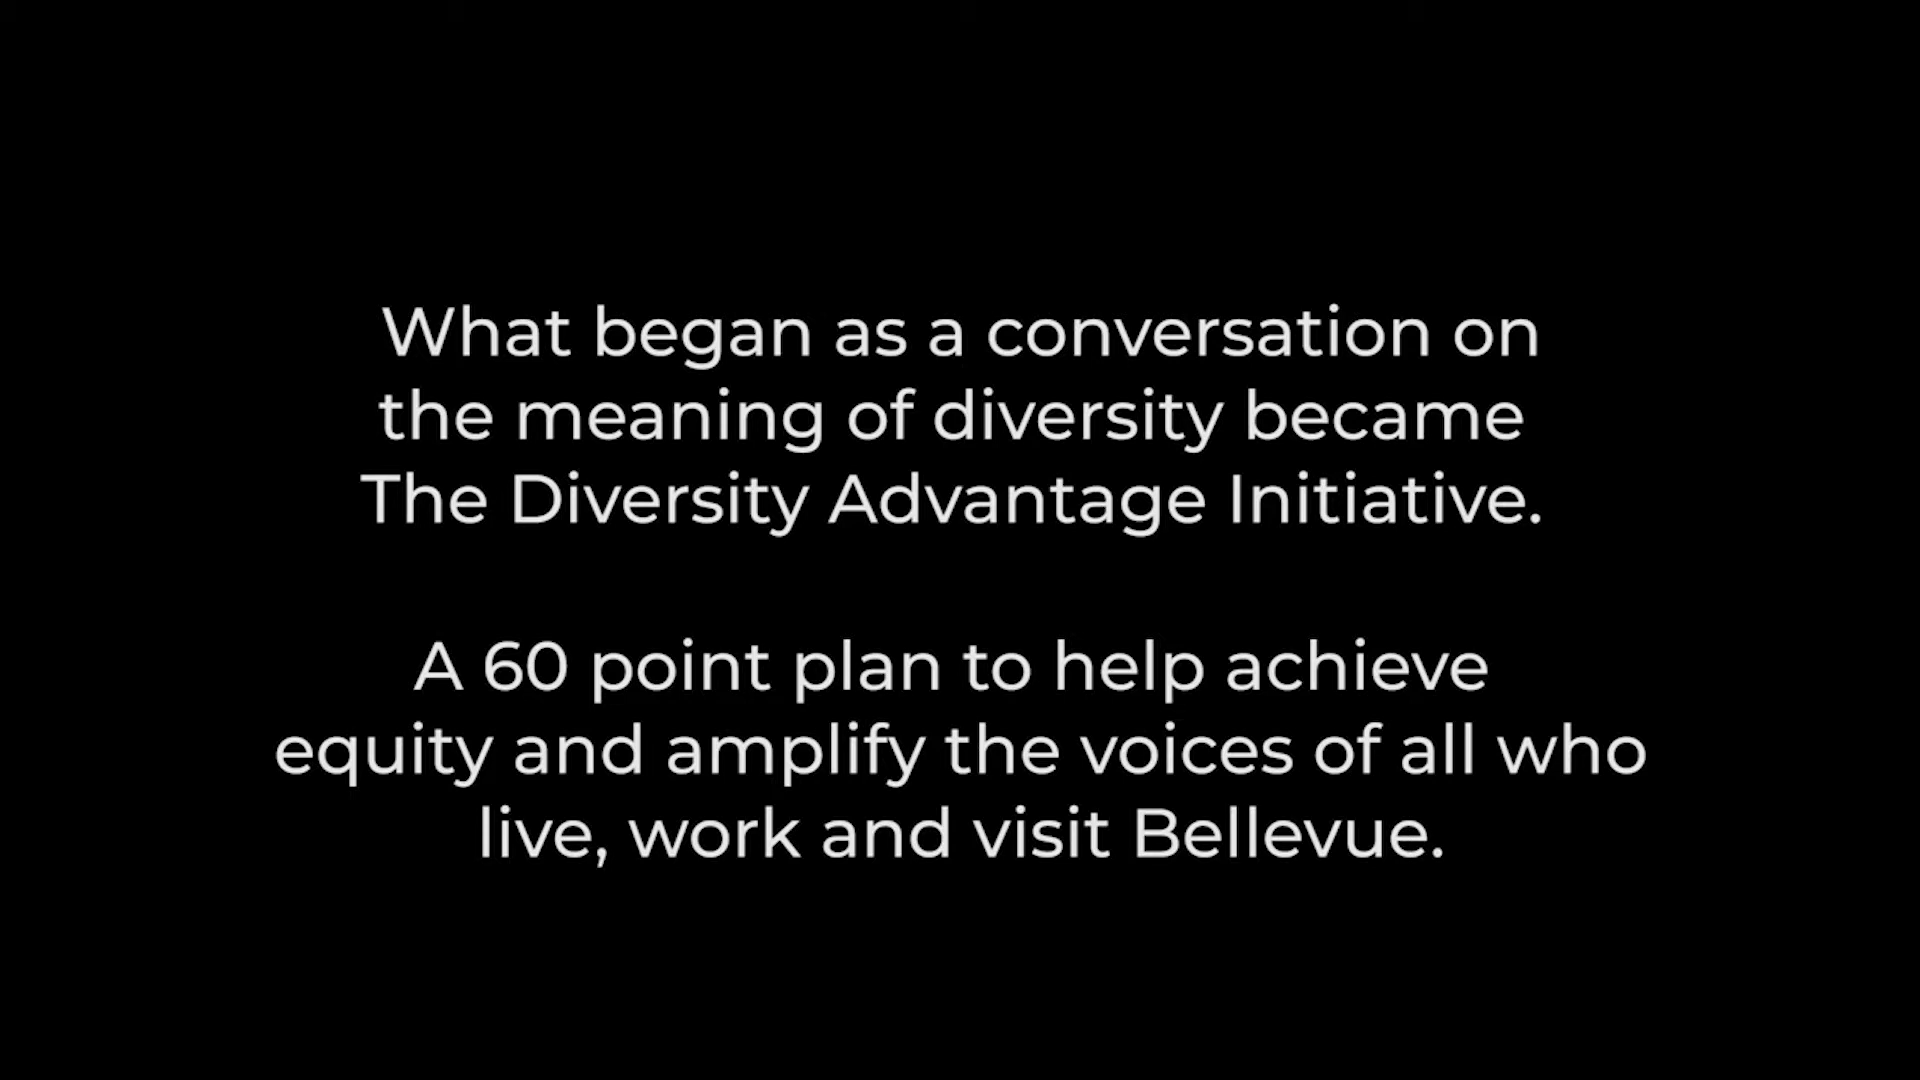 What began as a conversation on
the meaning of diversity became
The Diversity Advantage Initiative.
A 60 point plan to help achieve
equity and amplify the voices of all who
live, work and visit Bellevue.